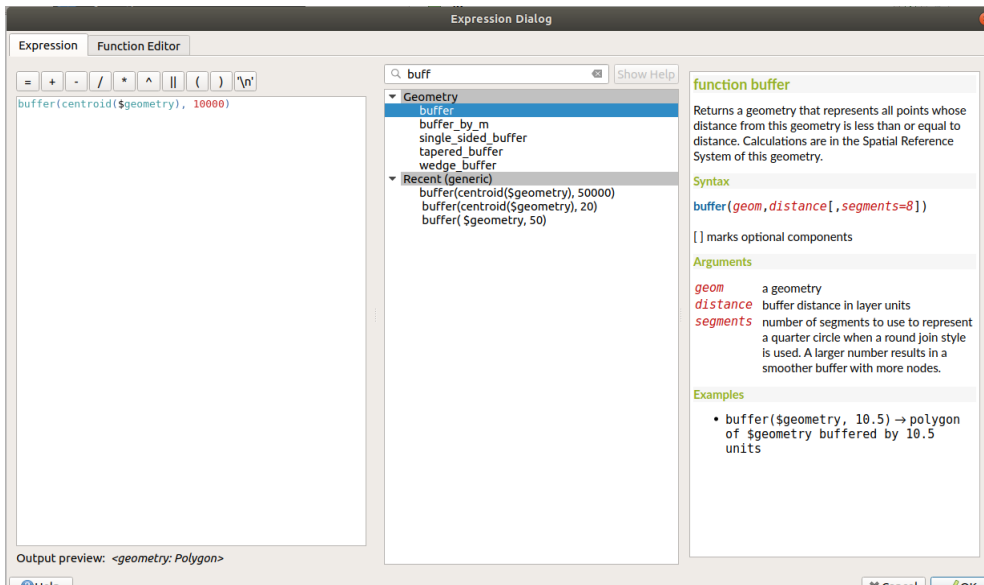 Expression Dialog
Expression Function Editor
= + - / * ^ || ( ) '\n'
buffer(centroid($geometry), 10000)
buff
Show Help
Geometry
buffer
buffer_by_m
single_sided_buffer
tapered_buffer
wedge_buffer
Recent (generic)
buffer(centroid($geometry), 50000)
buffer(centroid($geometry), 20)
buffer( $geometry, 50)
function buffer
Returns a geometry that represents all points whose
distance from this geometry is less than or equal to
distance. Calculations are in the Spatial Reference
System of this geometry.
Syntax
buffer(geom,distance[,segments=8])
[ ] marks optional components
Arguments
geom a geometry
distance buffer distance in layer units
segments number of segments to use to represent
a quarter circle when a round join style
is used. A larger number results in a
smoother buffer with more nodes.
Examples
• buffer($geometry, 10.5) → polygon
of $geometry buffered by 10.5
units
Output preview: <geometry: Polygon>
Help Cancel OK